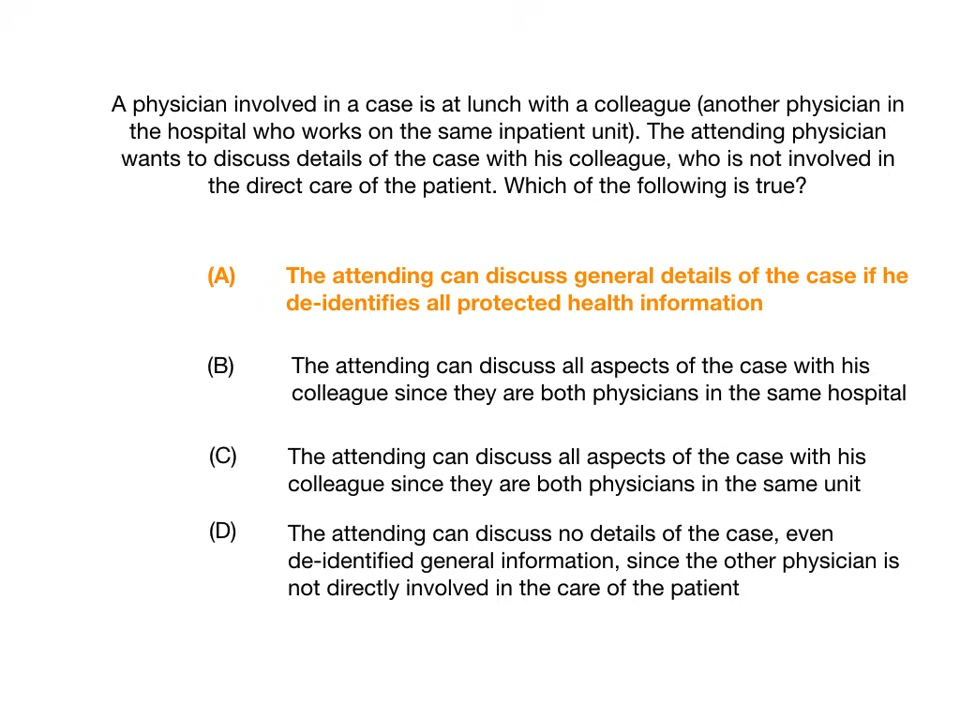 A physician involved in a case is at lunch with a colleague (another physician in
the hospital who works on the same inpatient unit). The attending physician
wants to discuss details of the case with his colleague, who is not involved in
the direct care of the patient. Which of the following is true?
(A) The attending can discuss general details of the case if he
de-identifies all protected health information
(B) The attending can discuss all aspects of the case with his
colleague since they are both physicians in the same hospital
(C) The attending can discuss all aspects of the case with his
colleague since they are both physicians in the same unit
(D) The attending can discuss no details of the case, even
de-identified general information, since the other physician is
not directly involved in the care of the patient